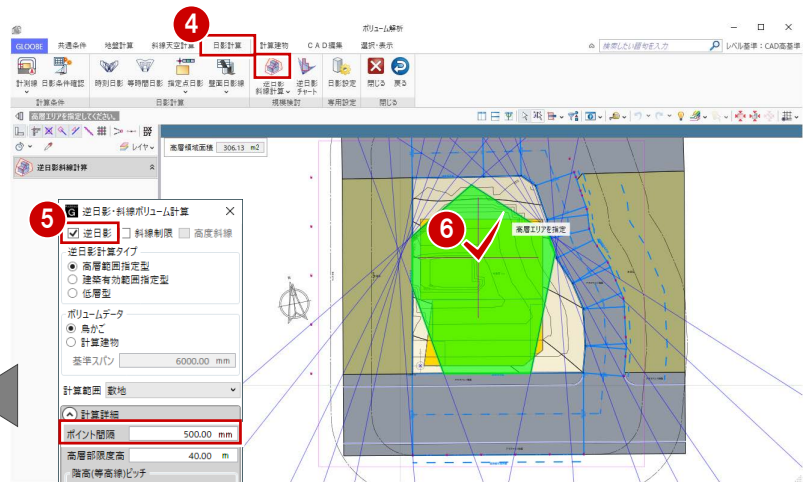 ボリューム解析
4
GLOOBE 共通条件 地盤計算 斜線天空計算 日影計算 計算建物 CAD編集 選択・表示
検索したい語句を入力 レベル基準：CAD高基準
計測線 日影条件確認 時刻日影 等時間日影 指定点日影 壁面日影線 逆日影斜線計算 逆日影チャート 日影設定 閉じる 戻る
計算条件 日影計算 規模検討 専用設定 閉じる
高層エリアを指定してください。
レイヤ
逆日影斜線計算
高層領域面積 306.13 m2
5
逆日影・斜線ボリューム計算
逆日影 斜線制限 高度斜線
逆日影計算タイプ
高層範囲指定型
建築有効範囲指定型
低層型
ボリュームデータ
鳥かご
計算建物
基準スパン 6000.00 mm
計算範囲 敷地
計算詳細
ポイント間隔 500.00 mm
高層部限度高 40.00 m
階高(等高線)ピッチ
6
高層エリアを指定